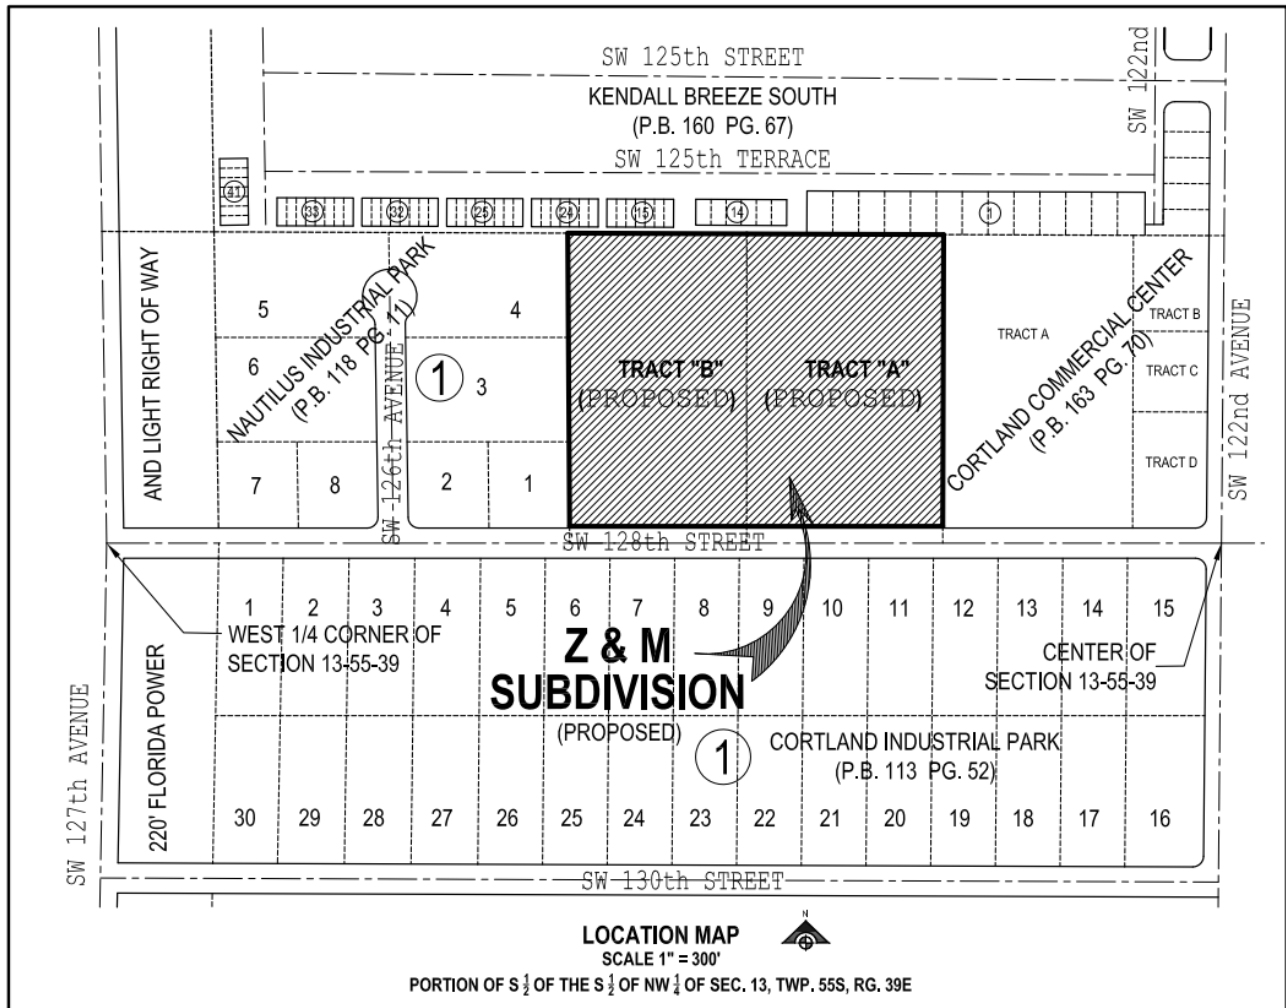 SW 125th STREET
SW 122nd
KENDALL BREEZE SOUTH
(P.B. 160 PG. 67)
SW 125th TERRACE
41
33
32
25
24
15
14
1
AND LIGHT RIGHT OF WAY
5
NAUTILUS INDUSTRIAL PARK
(P.B. 118 PG. 11)
4
6
SW 126th AVENUE
1
3
7
8
2
1
TRACT "B"
(PROPOSED)
TRACT "A"
(PROPOSED)
TRACT A
CORTLAND COMMERCIAL CENTER
(P.B. 163 PG. 70)
TRACT B
TRACT C
TRACT D
SW 122nd AVENUE
SW 128th STREET
1
2
3
4
5
6
7
8
9
10
11
12
13
14
15
WEST 1/4 CORNER OF
SECTION 13-55-39
Z & M
SUBDIVISION
(PROPOSED)
CENTER OF
SECTION 13-55-39
SW 127th AVENUE
220' FLORIDA POWER
1
CORTLAND INDUSTRIAL PARK
(P.B. 113 PG. 52)
30
29
28
27
26
25
24
23
22
21
20
19
18
17
16
SW 130th STREET
N
LOCATION MAP
SCALE 1" = 300'
PORTION OF S 1/2 OF THE S 1/2 OF NW 1/4 OF SEC. 13, TWP. 55S, RG. 39E